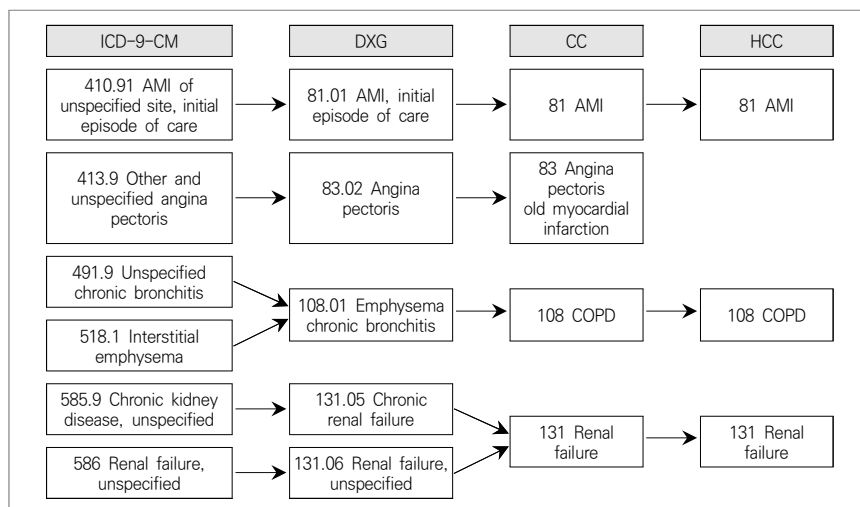 ICD-9-CM
DXG
CC
HCC
410.91 AMI of
unspecified site, initial
episode of care
81.01 AMI, initial
episode of care
81 AMI
81 AMI
413.9 Other and
unspecified angina
pectoris
83.02 Angina
pectoris
83 Angina
pectoris
old myocardial
infarction
491.9 Unspecified
chronic bronchitis
518.1 Interstitial
emphysema
108.01 Emphysema
chronic bronchitis
108 COPD
108 COPD
585.9 Chronic kidney
disease, unspecified
131.05 Chronic
renal failure
586 Renal failure,
unspecified
131.06 Renal failure,
unspecified
131 Renal
failure
131 Renal
failure